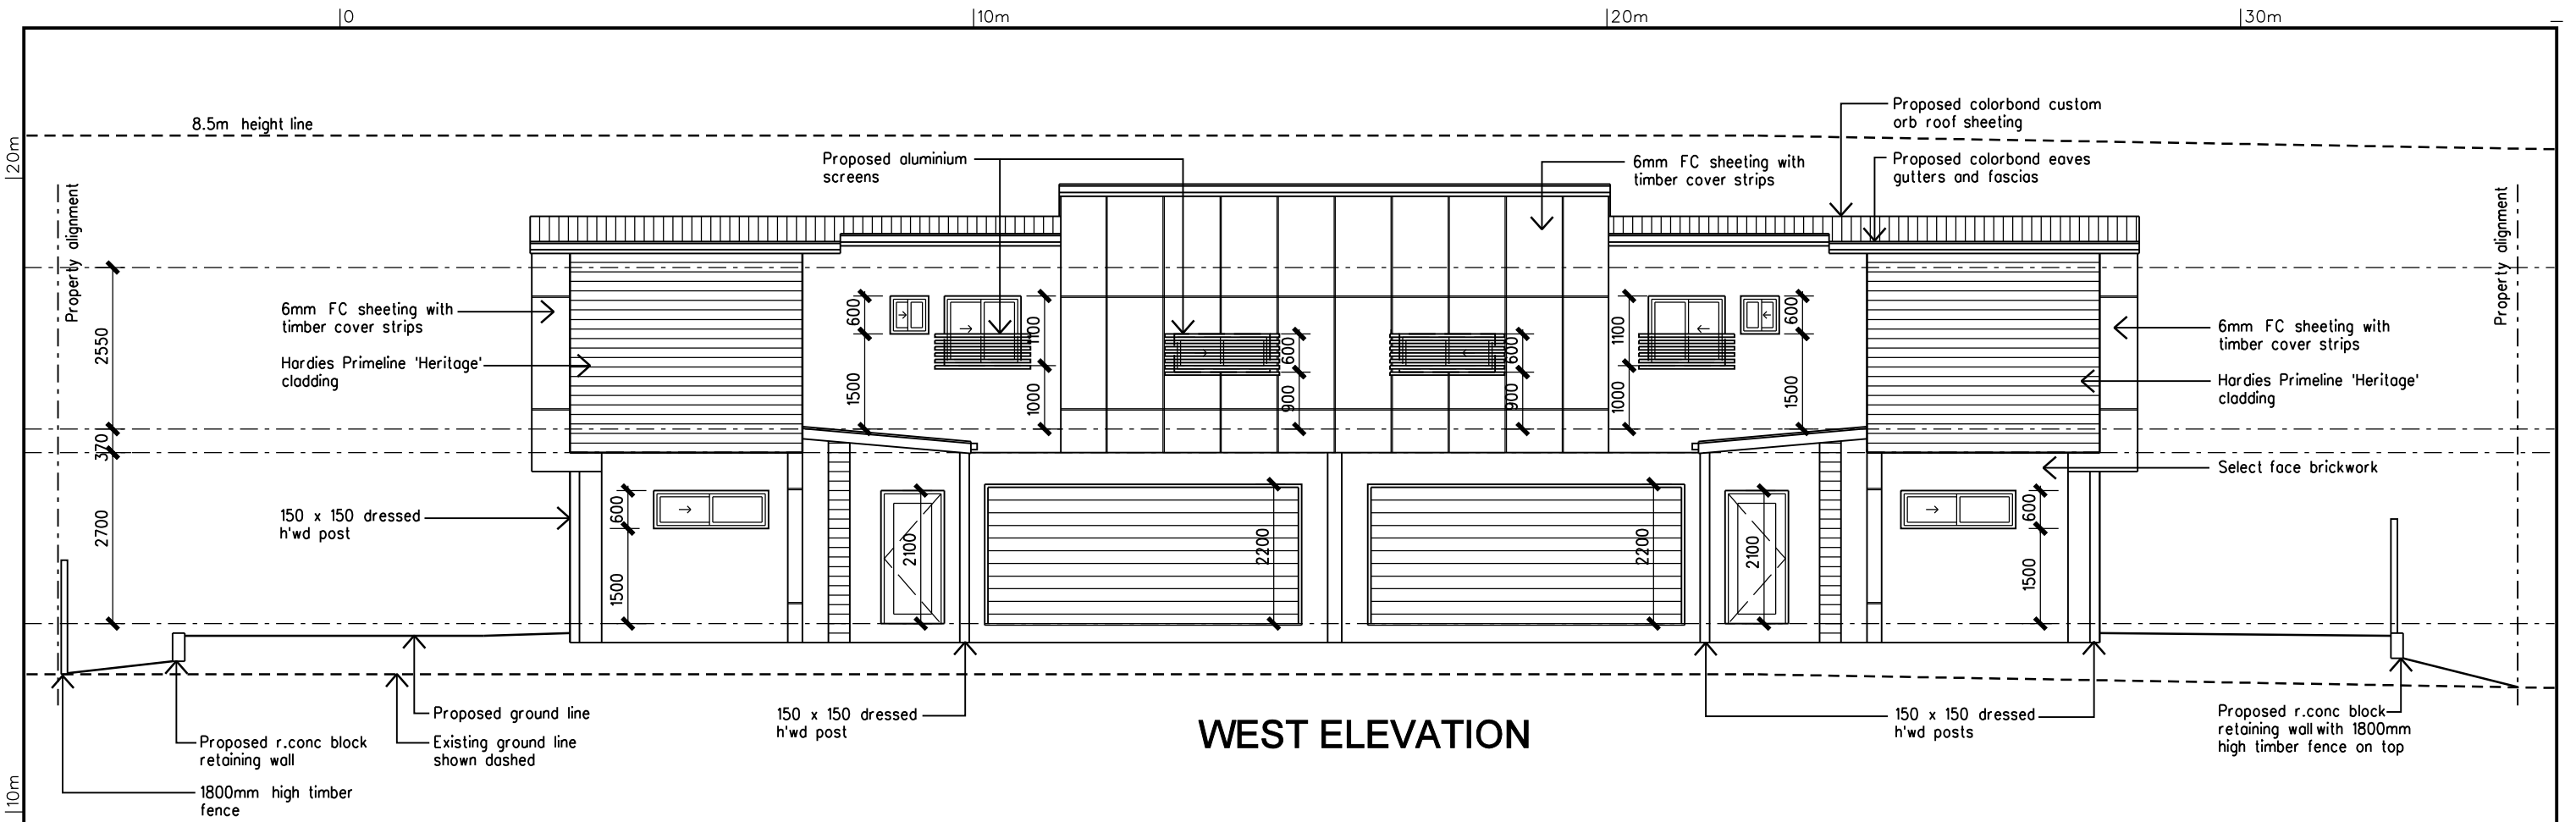 0
10m
20m
30m
20m
10m
8.5m height line
Property alignment
Property alignment
Proposed aluminium
screens
6mm FC sheeting with
timber cover strips
Proposed colorbond custom
orb roof sheeting
Proposed colorbond eaves
gutters and fascias
6mm FC sheeting with
timber cover strips
Hardies Primeline 'Heritage'
cladding
6mm FC sheeting with
timber cover strips
Hardies Primeline 'Heritage'
cladding
2550
370
2700
600
1500
1100
1000
600
900
600
900
1100
1000
600
1500
Select face brickwork
150 x 150 dressed
h'wd post
600
1500
2100
2200
2200
2100
600
1500
Proposed ground line
Existing ground line
shown dashed
Proposed r.conc block
retaining wall
1800mm high timber
fence
150 x 150 dressed
h'wd post
WEST ELEVATION
150 x 150 dressed
h'wd posts
Proposed r.conc block
retaining wall with 1800mm
high timber fence on top